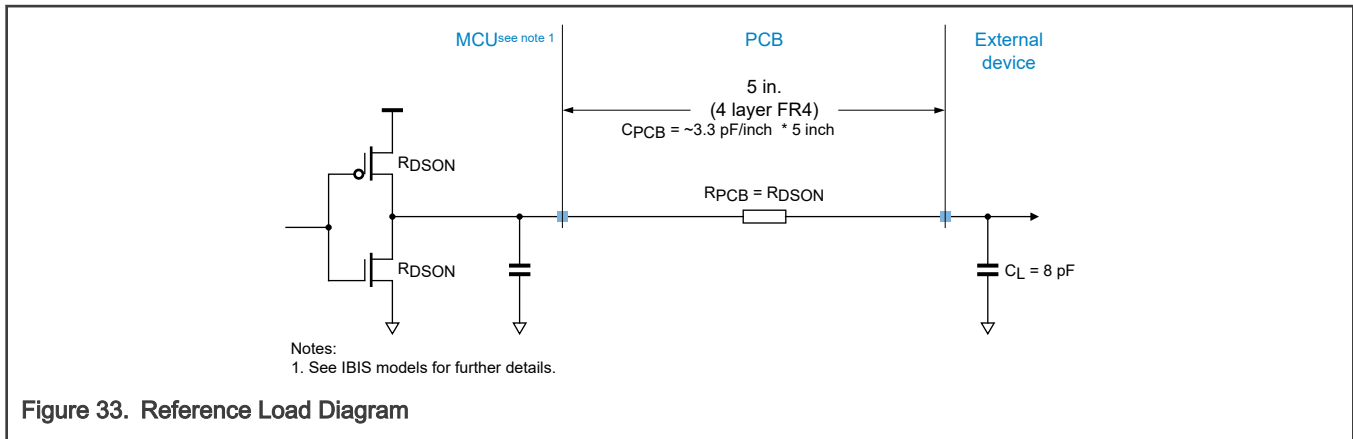 MCUsee note 1
PCB
External
device
5 in.
(4 layer FR4)
CPCB = ~3.3 pF/inch * 5 inch
RDSON
RPCB = RDSON
RDSON
CL = 8 pF
Notes:
1. See IBIS models for further details.
Figure 33. Reference Load Diagram